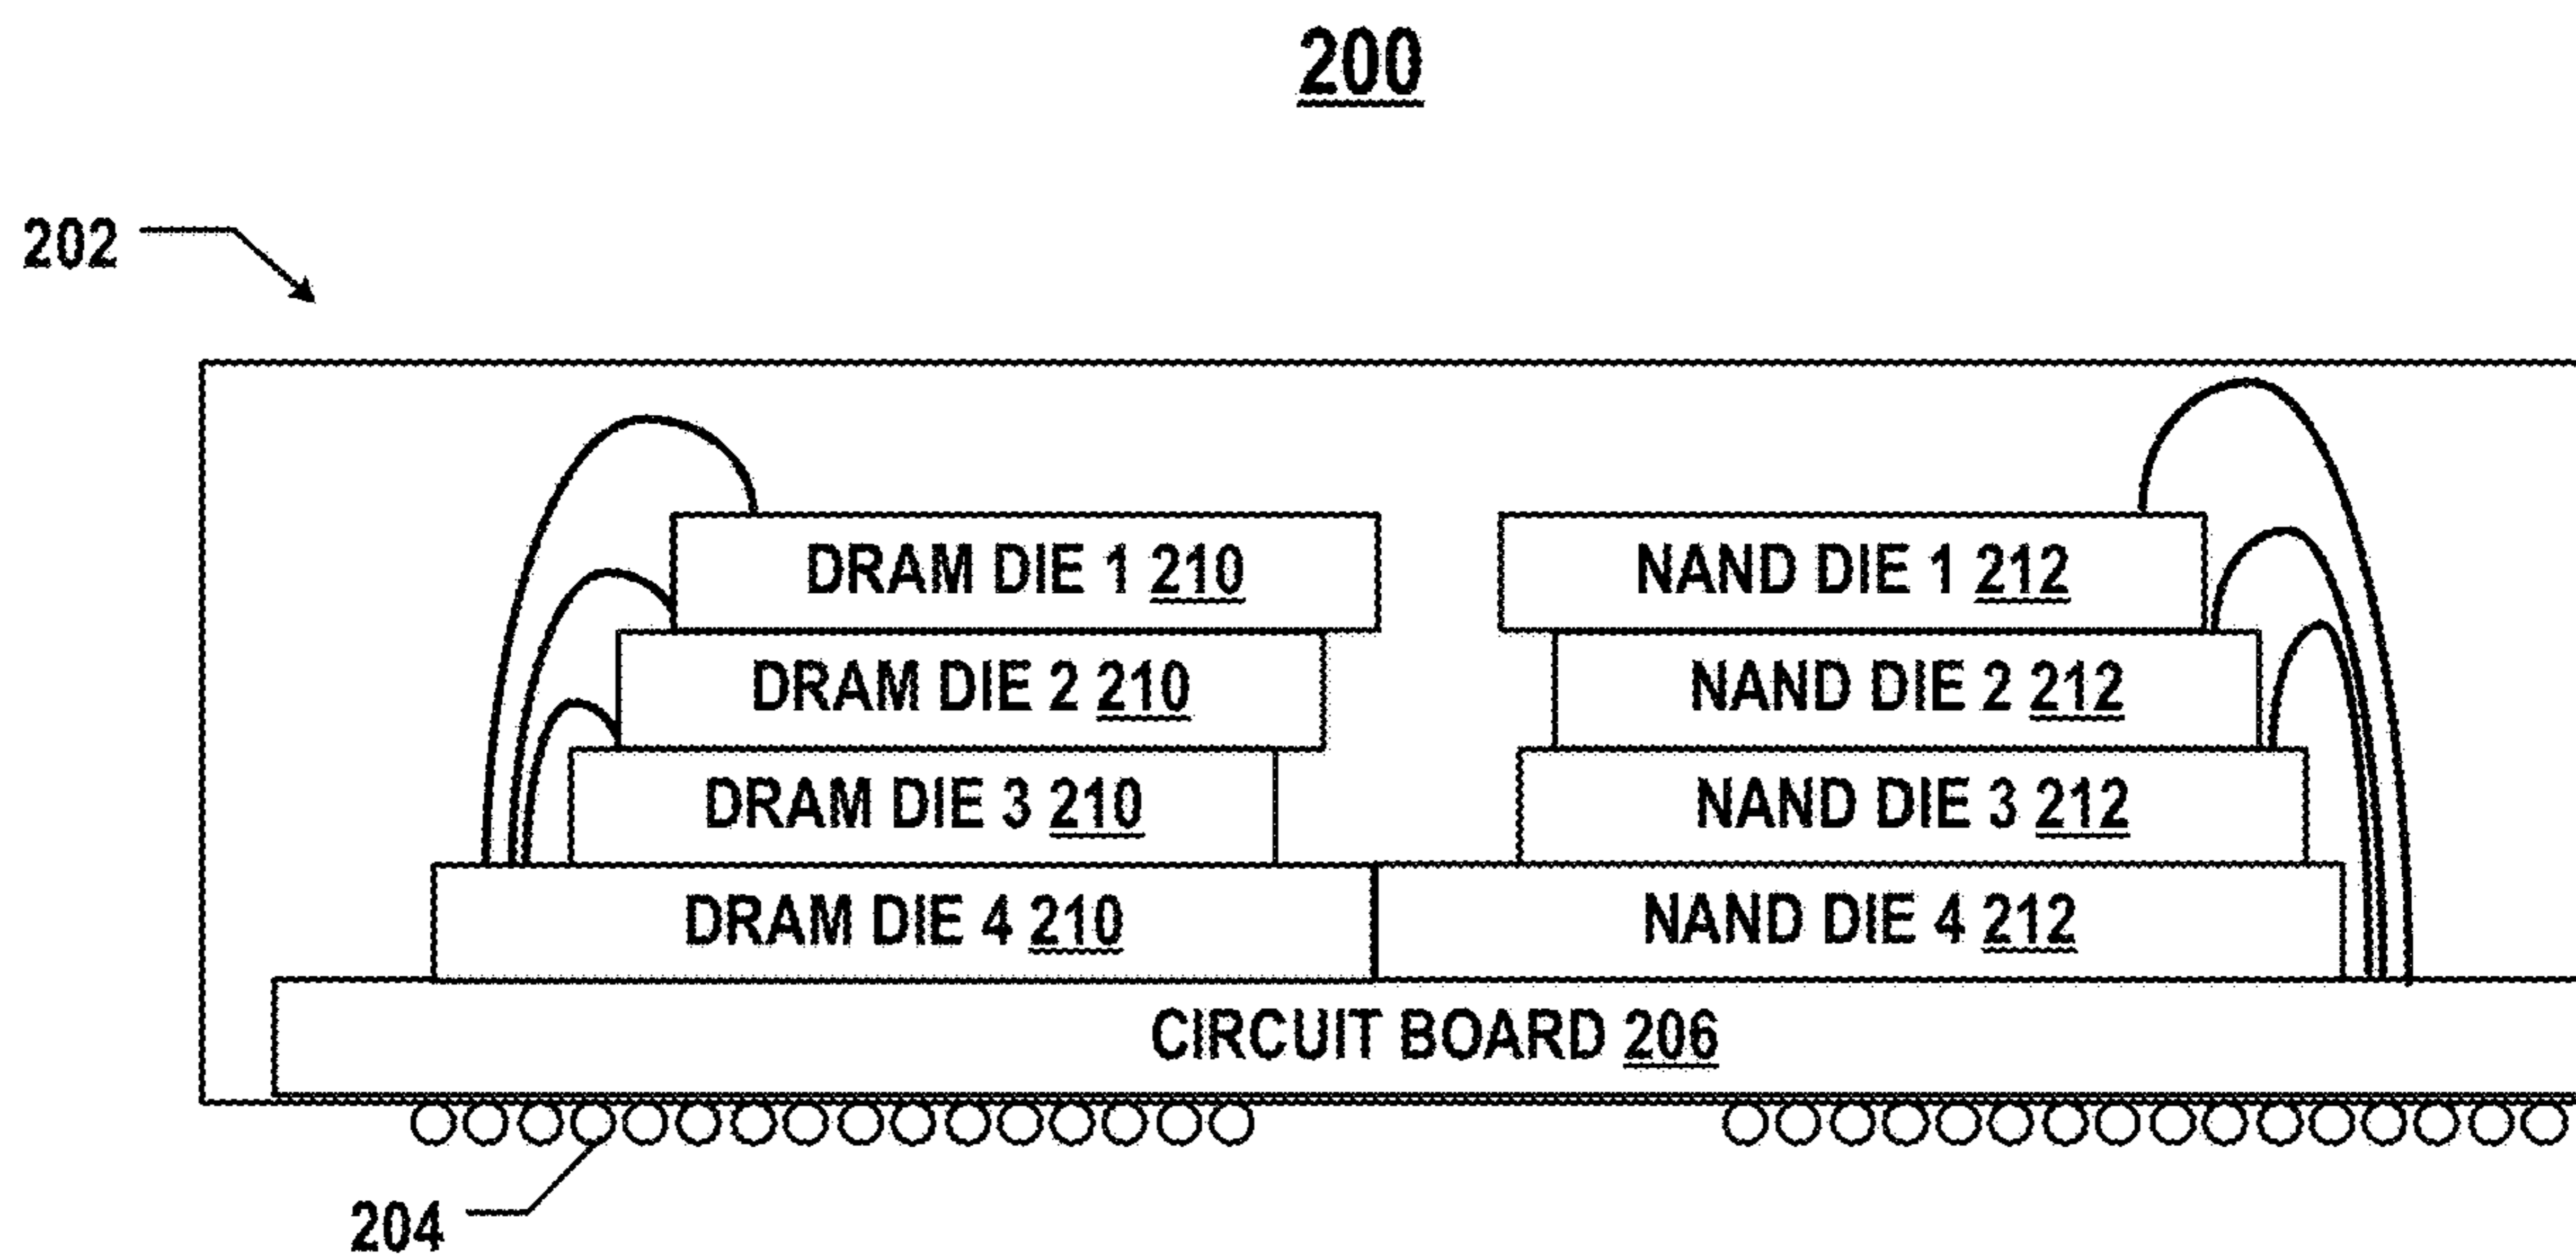 200
202
DRAM DIE 1 210
NAND DIE 1 212
DRAM DIE 2 210
NAND DIE 2 212
DRAM DIE 3 210
NAND DIE 3 212
DRAM DIE 4 210
NAND DIE 4 212
CIRCUIT BOARD 206
204